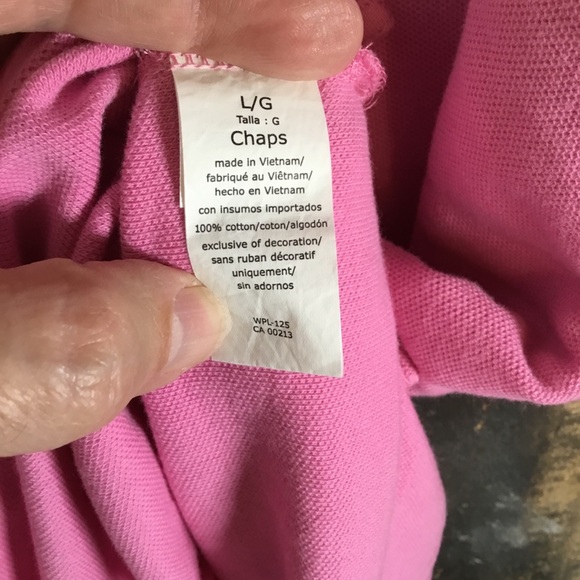 L/G
Talla : G
Chaps
made in Vietnam/
fabriqué au Viêtnam/
hecho en Vietnam
con insumos importados
100% cotton/coton/algodón
exclusive of decoration/
sans ruban décoratif
uniquement/
sin adornos
WPL-125
CA 00213